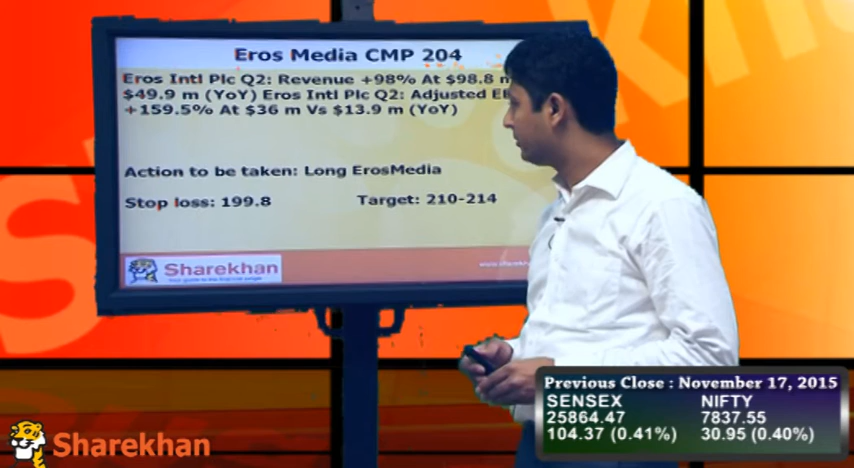 Eros Media CMP 204
Eros Intl Plc Q2: Revenue +98% At $98.8
$49.9 m (YoY) Eros Intl Plc Q2: Adjusted
+159.5% At $36 m Vs $13.9 m (YoY)
Action to be taken: Long ErosMedia
Stop loss: 199.8 Target: 210-214
Sharekhan
Previous Close : November 17, 2015
SENSEX NIFTY
25864.47 7837.55
104.37 (0.41%) 30.95 (0.40%)
Sharekhan